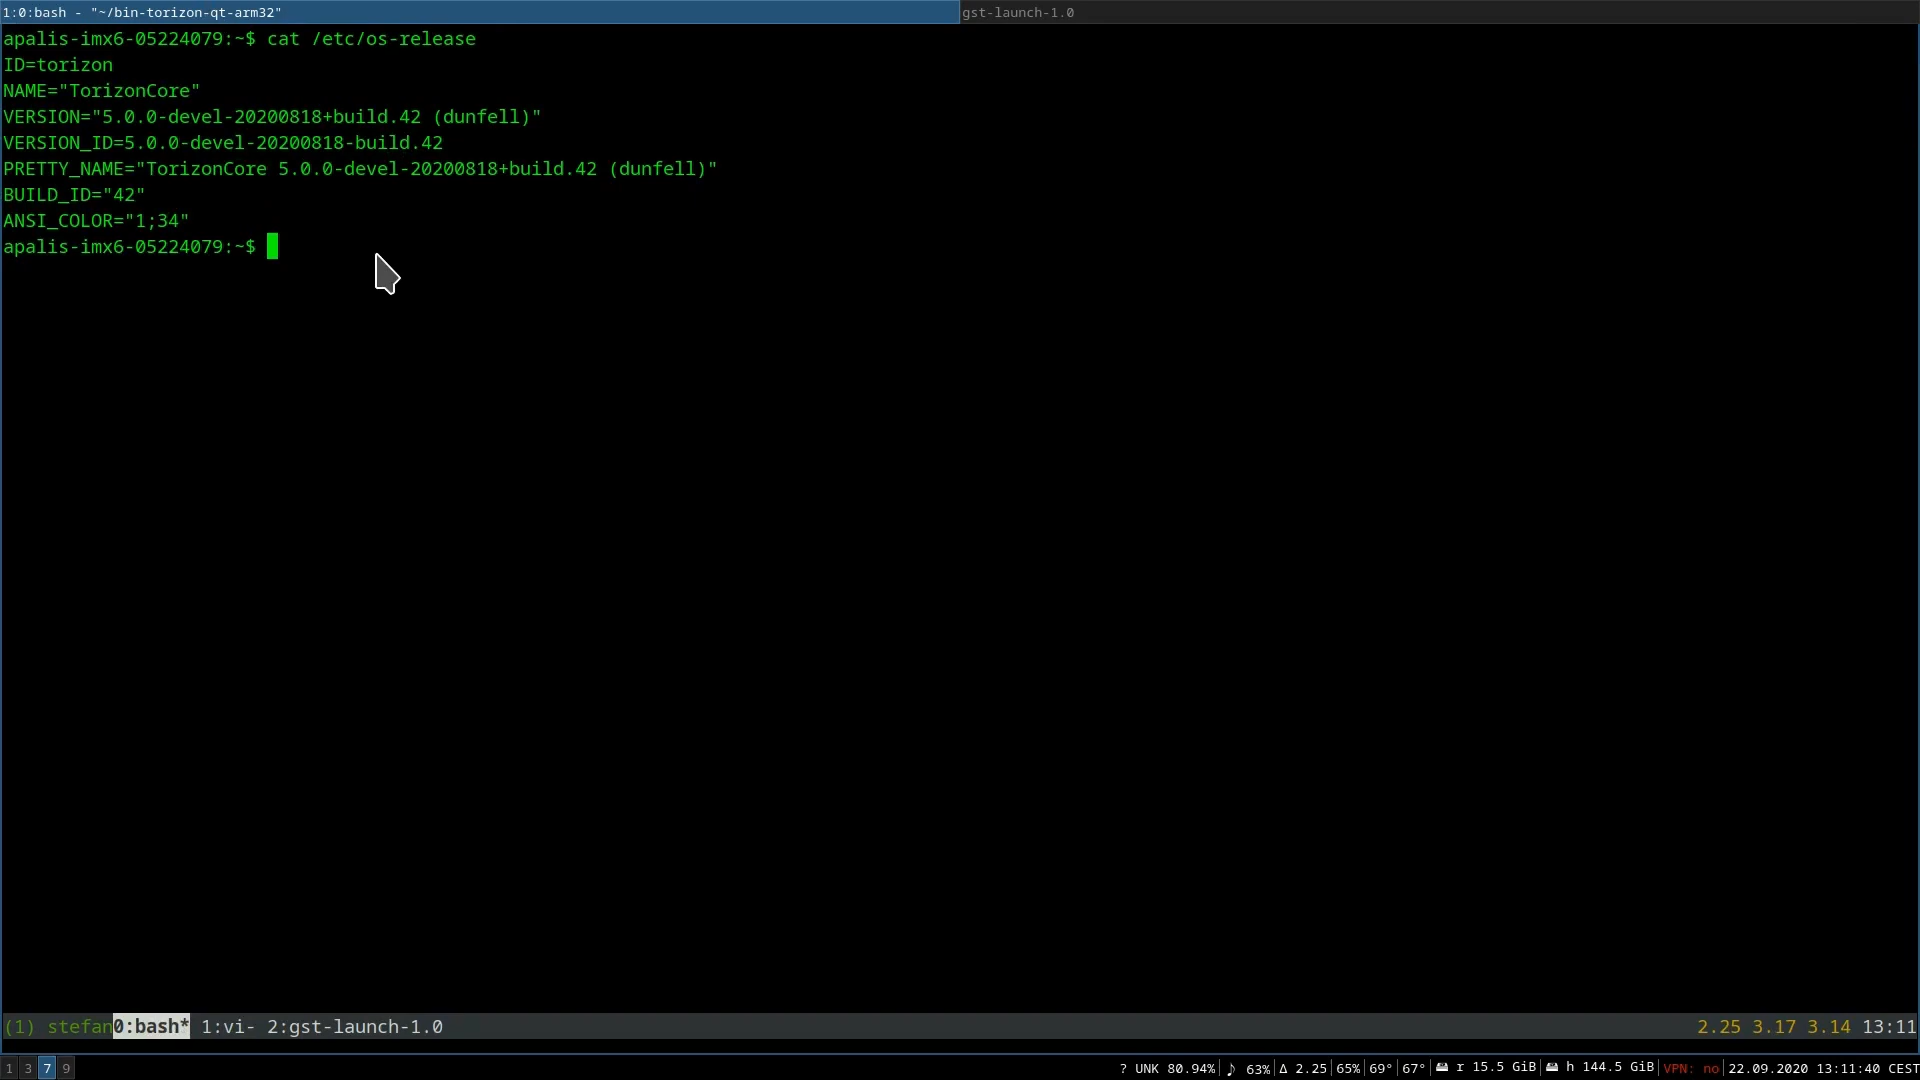 1:0:bash - "~/bin-torizon-qt-arm32" gst-launch-1.0
apalis-imx6-05224079:~$ cat /etc/os-release
ID=torizon
NAME="TorizonCore"
VERSION="5.0.0-devel-20200818+build.42 (dunfell)"
VERSION_ID=5.0.0-devel-20200818-build.42
PRETTY_NAME="TorizonCore 5.0.0-devel-20200818+build.42 (dunfell)"
BUILD_ID="42"
ANSI_COLOR="1;34"
apalis-imx6-05224079:~$
(1) stefan0:bash* 1:vi- 2:gst-launch-1.0 2.25 3.17 3.14 13:11
1 3 7 9 ? UNK 80.94%|♪ 63%|Δ 2.25|65%|69°|67°|🖴 r 15.5 GiB|🖴 h 144.5 GiB|VPN: no|22.09.2020 13:11:40 CEST